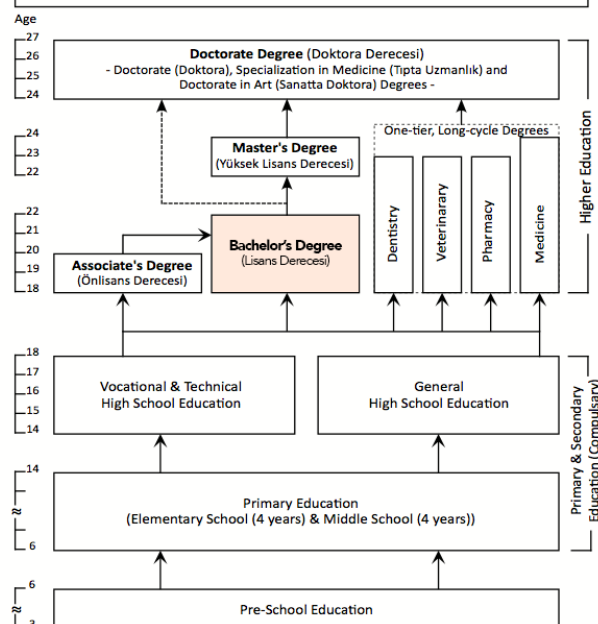 Age
27
26
25
24
Doctorate Degree (Doktora Derecesi)
- Doctorate (Doktora), Specialization in Medicine (Tıpta Uzmanlık) and
Doctorate in Art (Sanatta Doktora) Degrees -
24
23
22
Master's Degree
(Yüksek Lisans Derecesi)
One-tier, Long-cycle Degrees
Higher Education
22
21
20
19
18
Associate's Degree
(Önlisans Derecesi)
Bachelor's Degree
(Lisans Derecesi)
Dentistry
Veterinarary
Pharmacy
Medicine
18
17
16
15
14
Vocational & Technical
High School Education
General
High School Education
Primary & Secondary
Education (Compulsary)
14
≈
6
Primary Education
(Elementary School (4 years) & Middle School (4 years))
6
≈
3
Pre-School Education